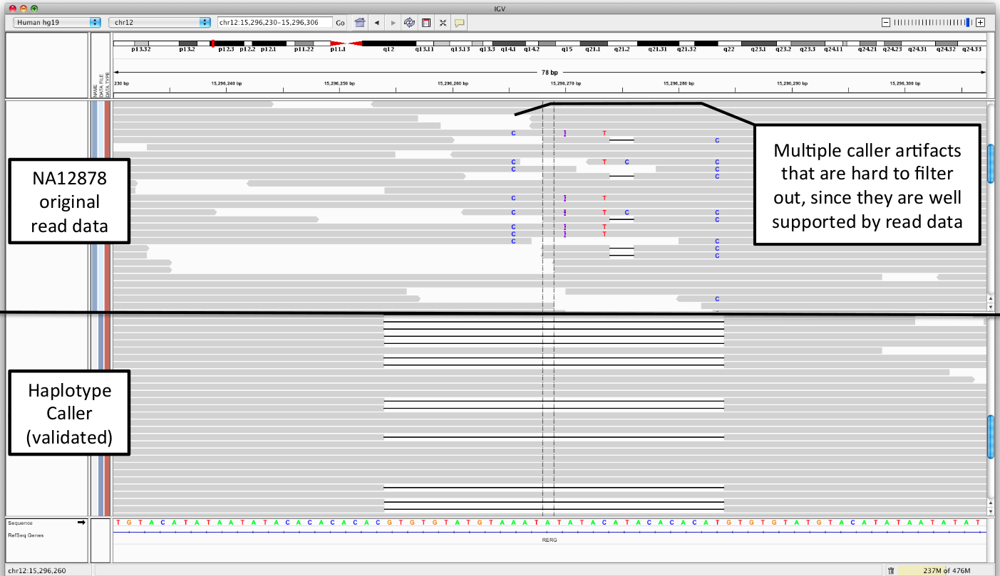 IGV
Human hg19 chr12 chr12:15,296,230-15,296,306 Go
p13.32 p13.2 p12.3 p12.2 p12.1 p11.22 p11.1 q12 q13.11 q13.13 q13.3 q14.1 q14.2 q15 q21.1 q21.2 q21.31 q21.32 q22 q23.1 q23.2 q23.3 q24.11 q24.21 q24.23 q24.31 q24.32 q24.33
78 bp
230 bp 15,296,240 bp 15,296,250 bp 15,296,260 bp 15,296,270 bp 15,296,280 bp 15,296,290 bp 15,296,300 bp
NAME
DATA FILE
DATA TYPE
C T
C
C T C C
C C
C
C T
C T C C
C
C T
C T
C C
C
C
C
NA12878
original
read data
Multiple caller artifacts
that are hard to filter
out, since they are well
supported by read data
Haplotype
Caller
(validated)
Sequence
T G T A C A T A T A A T A T A C A C A C A C A C G T G T G T A T G T A A A T A T A T A C A T A C A C A C A T G T G T G T A T G T A C A T A T A A T A T A T
RefSeq Genes
RERG
chr12:15,296,260
237M of 476M